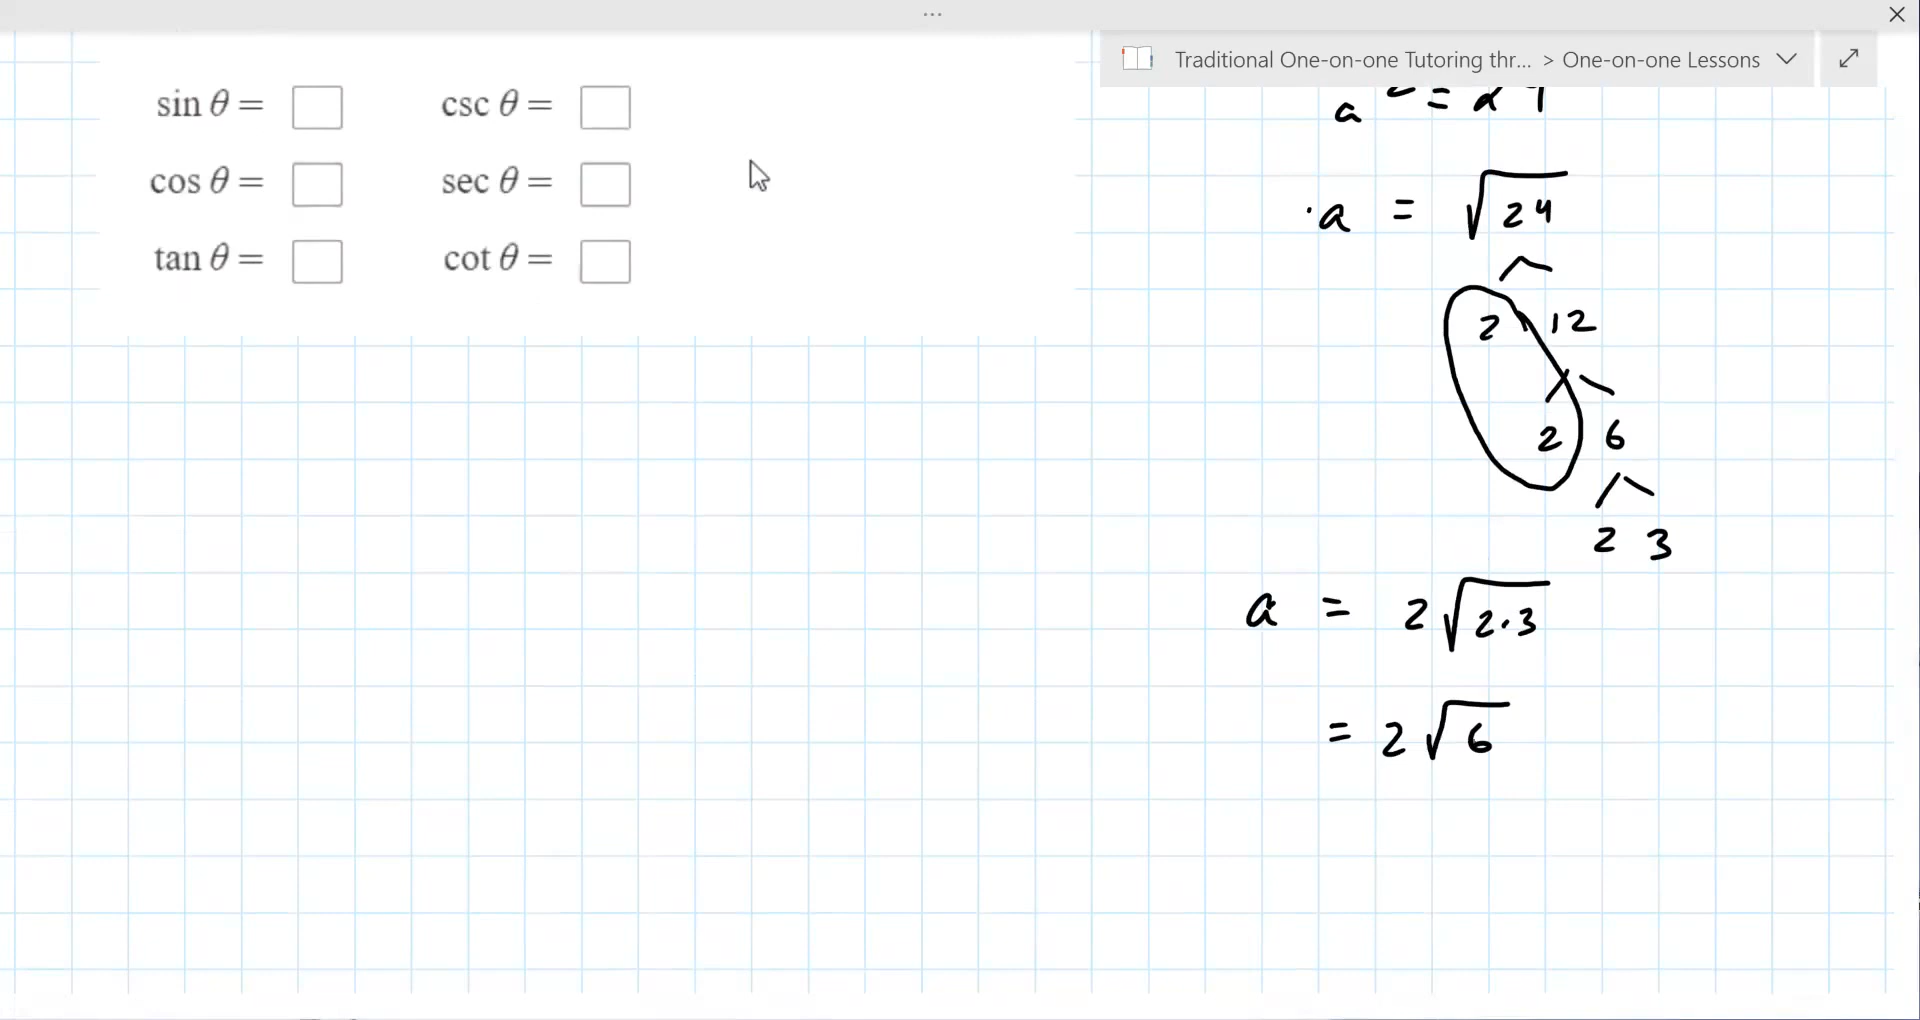 ...
Traditional One-on-one Tutoring thr... > One-on-one Lessons
sin θ = csc θ =
cos θ = sec θ =
tan θ = cot θ =
a = √24
2 12
2 6
2 3
a = 2√2·3
= 2√6